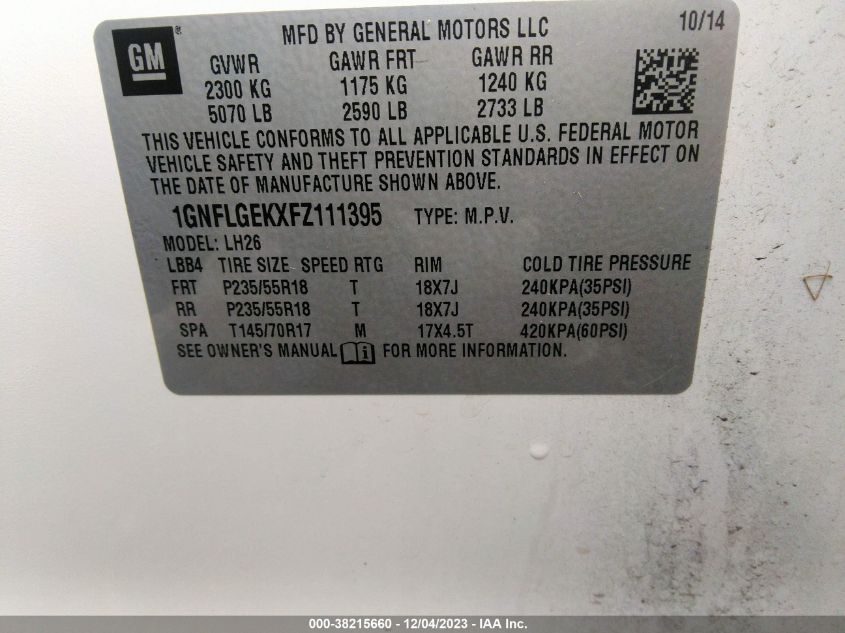 GM ®
MFD BY GENERAL MOTORS LLC 10/14
GVWR GAWR FRT GAWR RR
2300 KG 1175 KG 1240 KG
5070 LB 2590 LB 2733 LB
THIS VEHICLE CONFORMS TO ALL APPLICABLE U.S. FEDERAL MOTOR
VEHICLE SAFETY AND THEFT PREVENTION STANDARDS IN EFFECT ON
THE DATE OF MANUFACTURE SHOWN ABOVE.
1GNFLGEKXFZ111395 TYPE: M.P.V.
MODEL: LH26
LBB4 TIRE SIZE SPEED RTG RIM COLD TIRE PRESSURE
FRT P235/55R18 T 18X7J 240KPA(35PSI)
RR P235/55R18 T 18X7J 240KPA(35PSI)
SPA T145/70R17 M 17X4.5T 420KPA(60PSI)
SEE OWNER'S MANUAL FOR MORE INFORMATION.
000-38215660 - 12/04/2023 - IAA Inc.